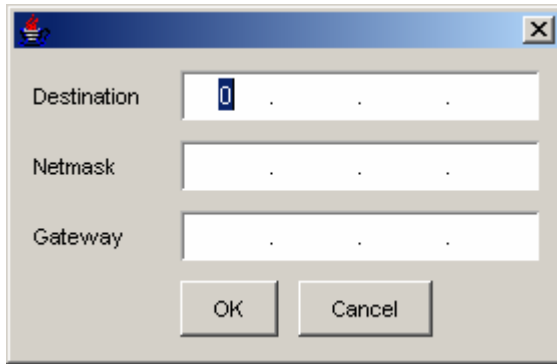 Destination 0 . . .
Netmask . . .
Gateway . . .
OK Cancel